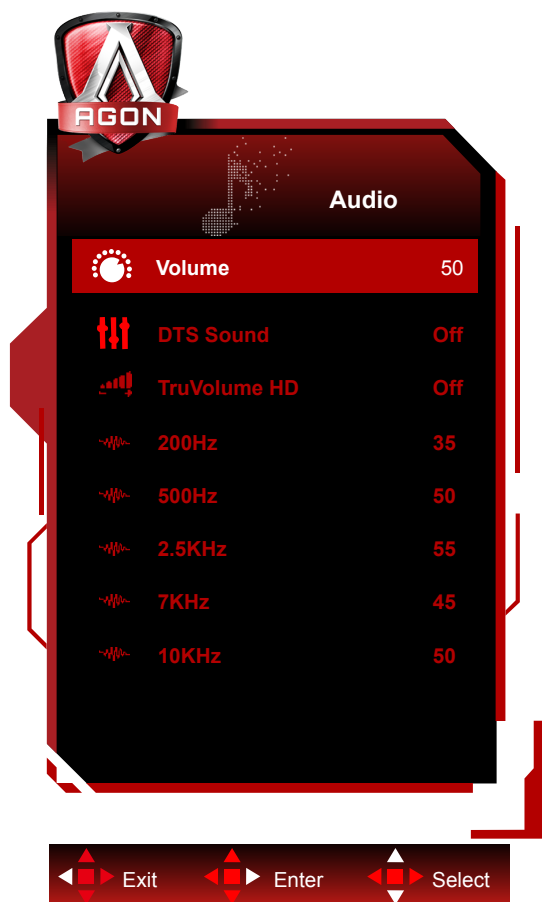 AGON
Audio
Volume 50
DTS Sound Off
TruVolume HD Off
200Hz 35
500Hz 50
2.5KHz 55
7KHz 45
10KHz 50
Exit Enter Select